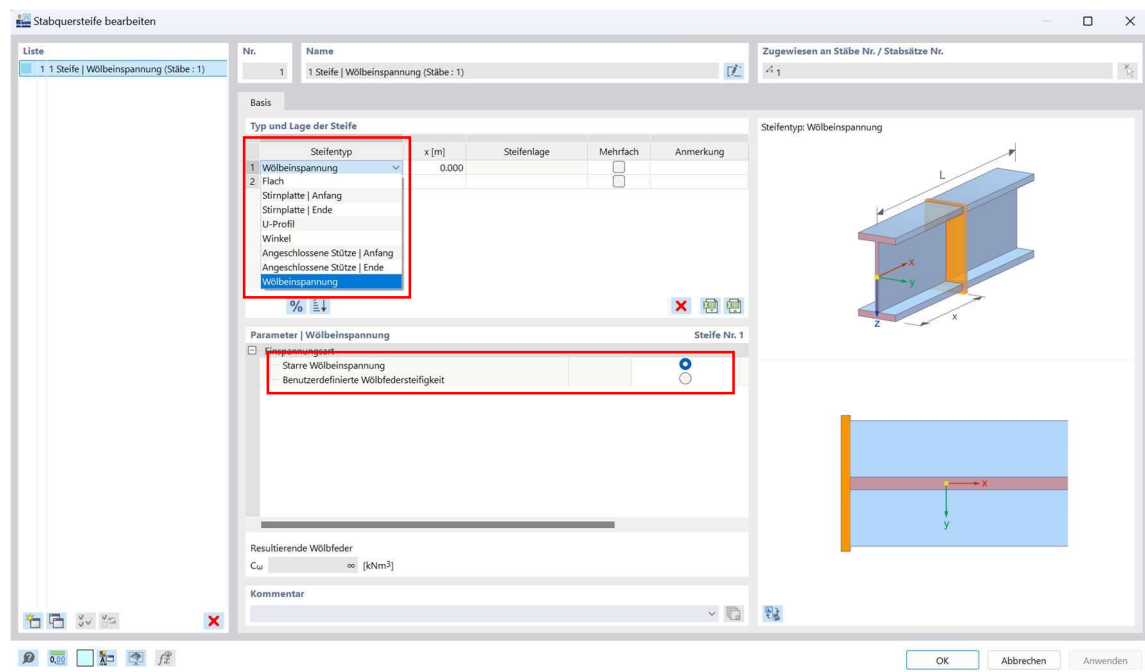 Stabquersteife bearbeiten
Liste
1 1 Steife | Wölbeinspannung (Stäbe : 1)
Nr.
1
Name
1 Steife | Wölbeinspannung (Stäbe : 1)
Zugewiesen an Stäbe Nr. / Stabsätze Nr.
1
Basis
Typ und Lage der Steife
Steifentyp x [m] Steifenlage Mehrfach Anmerkung
1 Wölbeinspannung 0.000
2 Flach
Stirnplatte | Anfang
Stirnplatte | Ende
U-Profil
Winkel
Angeschlossene Stütze | Anfang
Angeschlossene Stütze | Ende
Wölbeinspannung
%
Parameter | Wölbeinspannung Steife Nr. 1
Einspannungsart
Starre Wölbeinspannung
Benutzerdefinierte Wölbfedersteifigkeit
Resultierende Wölbfeder
Cω ∞ [kNm³]
Kommentar
Steifentyp: Wölbeinspannung
L
x
y
z
x
x
y
0,00
OK Abbrechen Anwenden